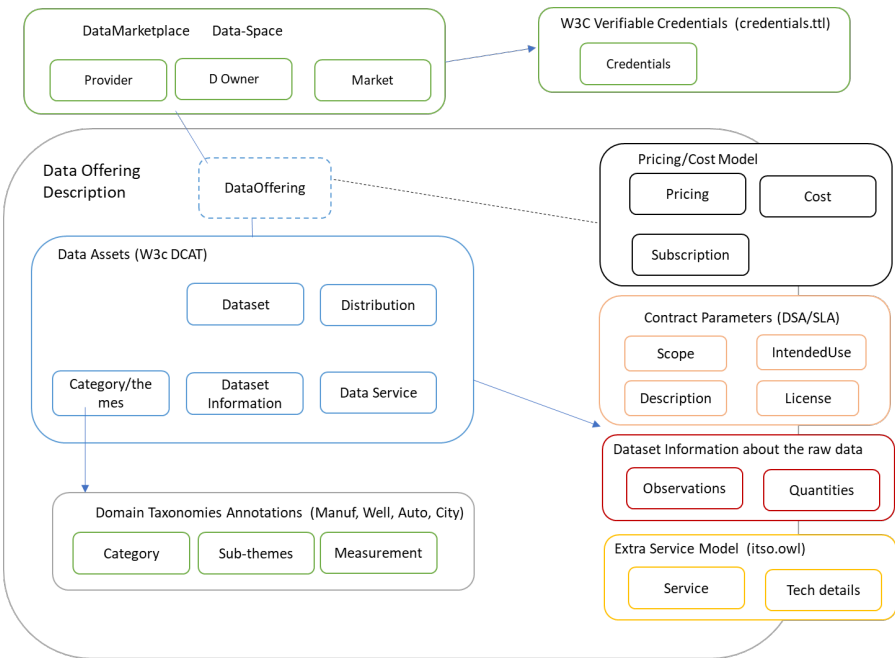 DataMarketplace Data-Space
Provider
D Owner
Market
W3C Verifiable Credentials (credentials.ttl)
Credentials
Data Offering
Description
DataOffering
Pricing/Cost Model
Pricing
Cost
Subscription
Data Assets (W3c DCAT)
Dataset
Distribution
Category/the
mes
Dataset
Information
Data Service
Contract Parameters (DSA/SLA)
Scope
IntendedUse
Description
License
Dataset Information about the raw data
Observations
Quantities
Domain Taxonomies Annotations (Manuf, Well, Auto, City)
Category
Sub-themes
Measurement
Extra Service Model (itso.owl)
Service
Tech details